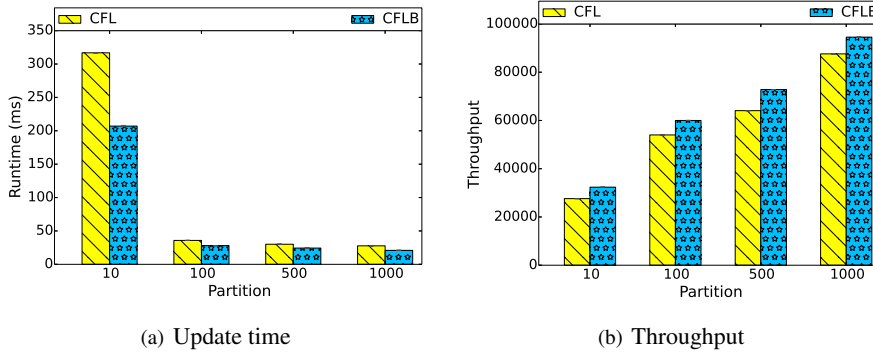 CFL CFLB
350
300
250
200
150
100
50
0
Runtime (ms)
10 100 500 1000
Partition
(a) Update time
CFL CFLB
100000
80000
60000
40000
20000
0
Throughput
10 100 500 1000
Partition
(b) Throughput